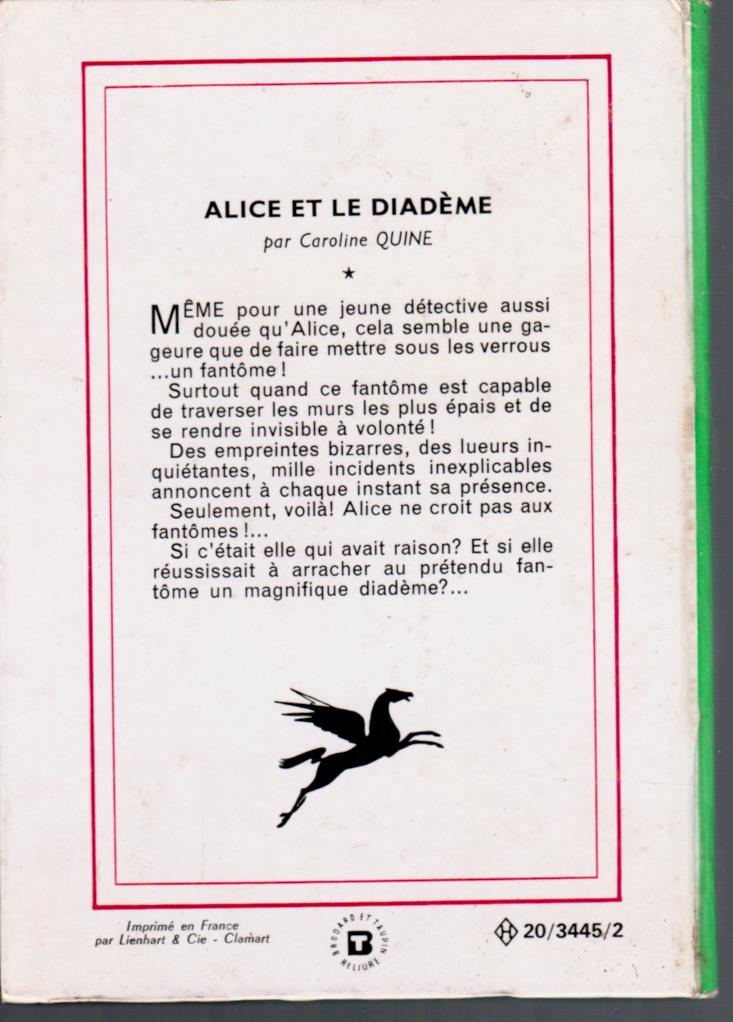 ALICE ET LE DIADÈME
par Caroline QUINE
MÊME pour une jeune détective aussi
douée qu'Alice, cela semble une ga-
geure que de faire mettre sous les verrous
...un fantôme!
Surtout quand ce fantôme est capable
de traverser les murs les plus épais et de
se rendre invisible à volonté!
Des empreintes bizarres, des lueurs in-
quiétantes, mille incidents inexplicables
annoncent à chaque instant sa présence.
Seulement, voilà! Alice ne croit pas aux
fantômes!...
Si c'était elle qui avait raison? Et si elle
réussissait à arracher au prétendu fan-
tôme un magnifique diadème?...
Imprimé en France
par Lienhart & Cie - Clamart
BRODARD ET TAUPIN
BT
RELIURE
H 20/3445/2